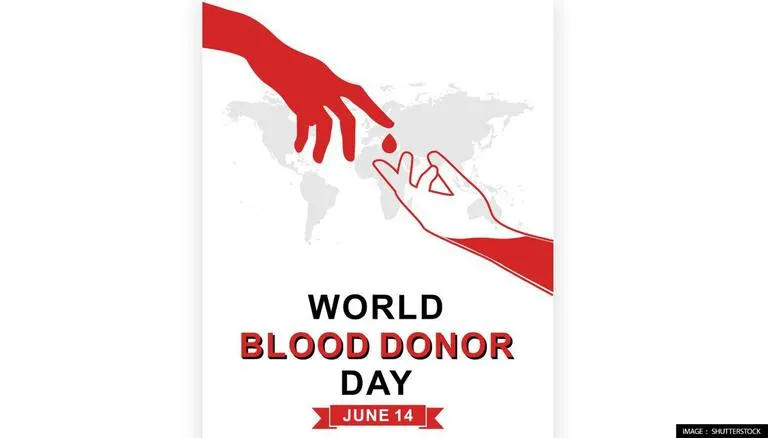 WORLD
BLOOD DONOR
DAY
JUNE 14
IMAGE : SHUTTERSTOCK